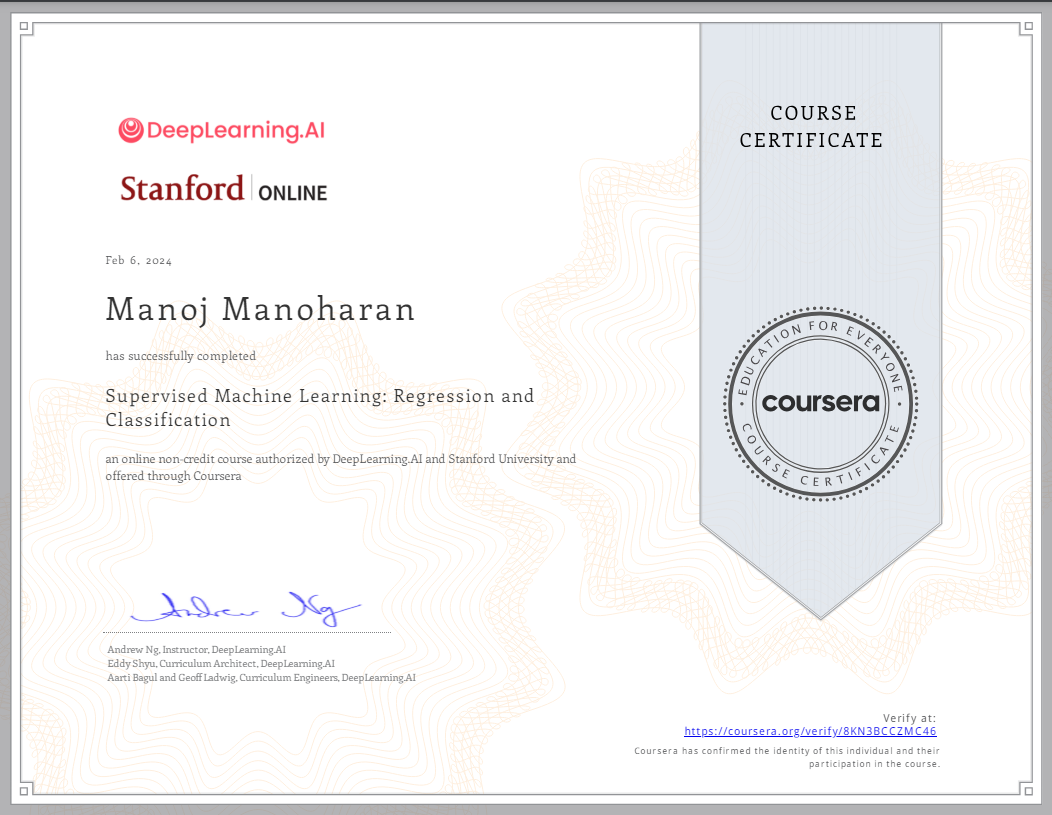 DeepLearning.AI
Stanford | ONLINE
Feb 6, 2024
Manoj Manoharan
has successfully completed
Supervised Machine Learning: Regression and
Classification
an online non-credit course authorized by DeepLearning.AI and Stanford University and
offered through Coursera
Andrew Ng
Andrew Ng, Instructor, DeepLearning.AI
Eddy Shyu, Curriculum Architect, DeepLearning.AI
Aarti Bagul and Geoff Ladwig, Curriculum Engineers, DeepLearning.AI
COURSE
CERTIFICATE
EDUCATION FOR EVERYONE
coursera
COURSE CERTIFICATE
Verify at:
https://coursera.org/verify/8KN3BCCZMC46
Coursera has confirmed the identity of this individual and their
participation in the course.